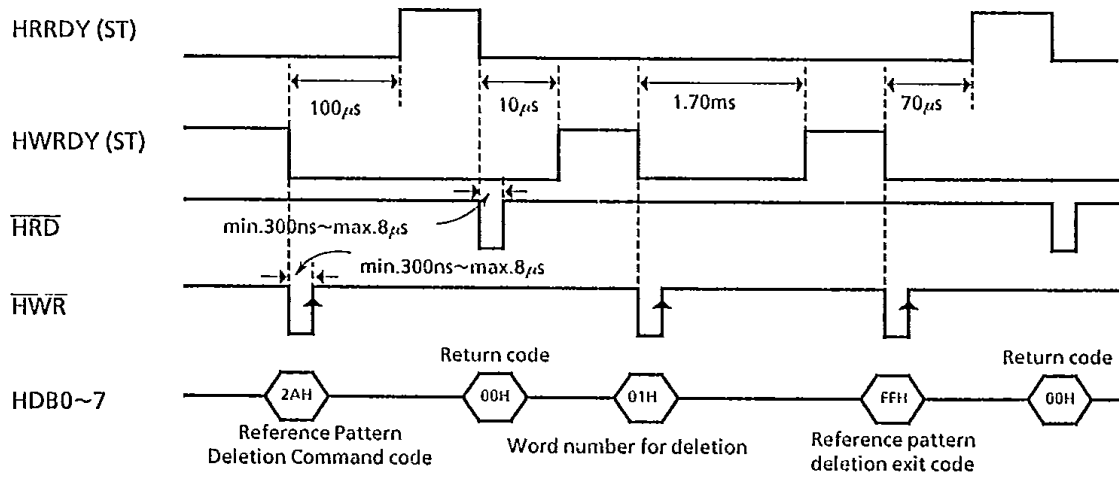 HRRDY (ST)
100μs
10μs
1.70ms
70μs
HWRDY (ST)
HRD
min.300ns~max.8μs
min.300ns~max.8μs
HWR
Return code
Return code
HDB0~7
2AH
00H
01H
FFH
00H
Reference Pattern
Deletion Command code
Word number for deletion
Reference pattern
deletion exit code